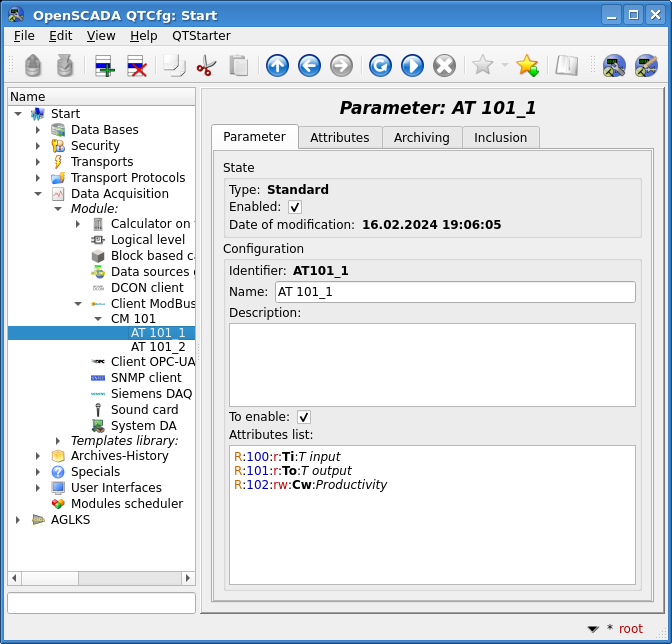 OpenSCADA QTCfg: Start
File Edit View Help QTStarter
Name
Start
Data Bases
Security
Transports
Transport Protocols
Data Acquisition
Module:
Calculator on
Logical level
Block based ca
Data sources
DCON client
Client ModBus
CM 101
AT 101_1
AT 101_2
Client OPC-UA
SNMP client
Siemens DAQ
Sound card
System DA
Templates library:
Archives-History
Specials
User Interfaces
Modules scheduler
AGLKS
Parameter: AT 101_1
Parameter Attributes Archiving Inclusion
State
Type: Standard
Enabled:
Date of modification: 16.02.2024 19:06:05
Configuration
Identifier: AT101_1
Name: AT 101_1
Description:
To enable:
Attributes list:
R:100:r:Ti:T input
R:101:r:To:T output
R:102:rw:Cw:Productivity
* root